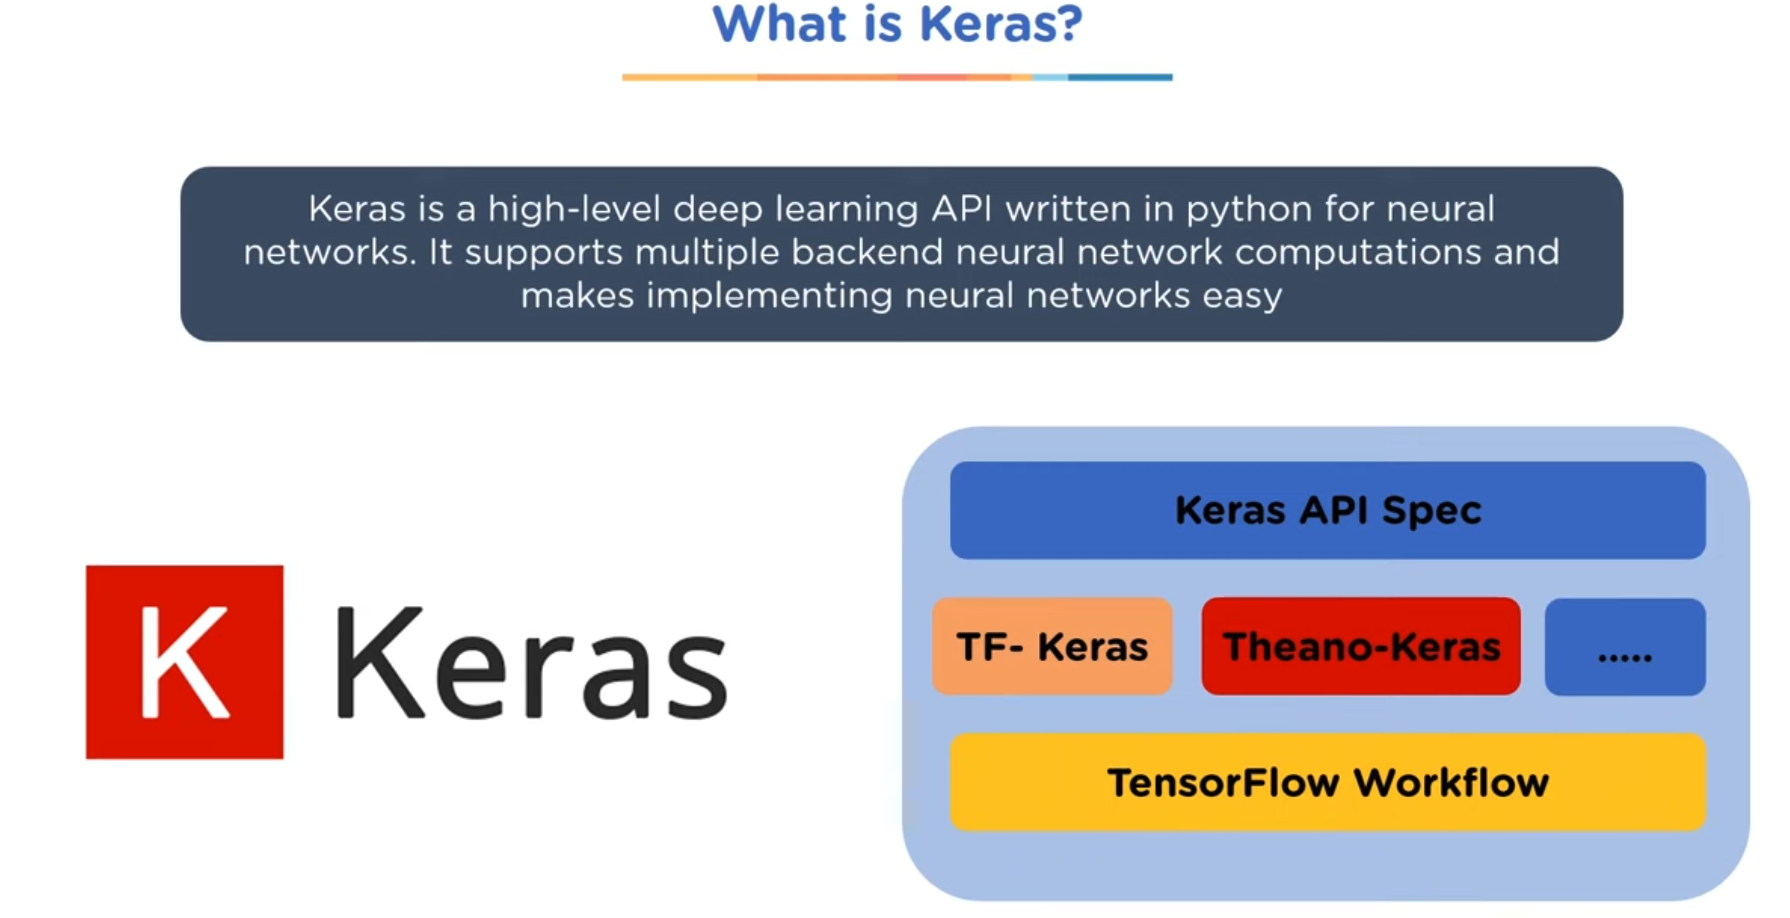 What is Keras?
Keras is a high-level deep learning API written in python for neural
networks. It supports multiple backend neural network computations and
makes implementing neural networks easy
K Keras
Keras API Spec
TF- Keras Theano-Keras .....
TensorFlow Workflow